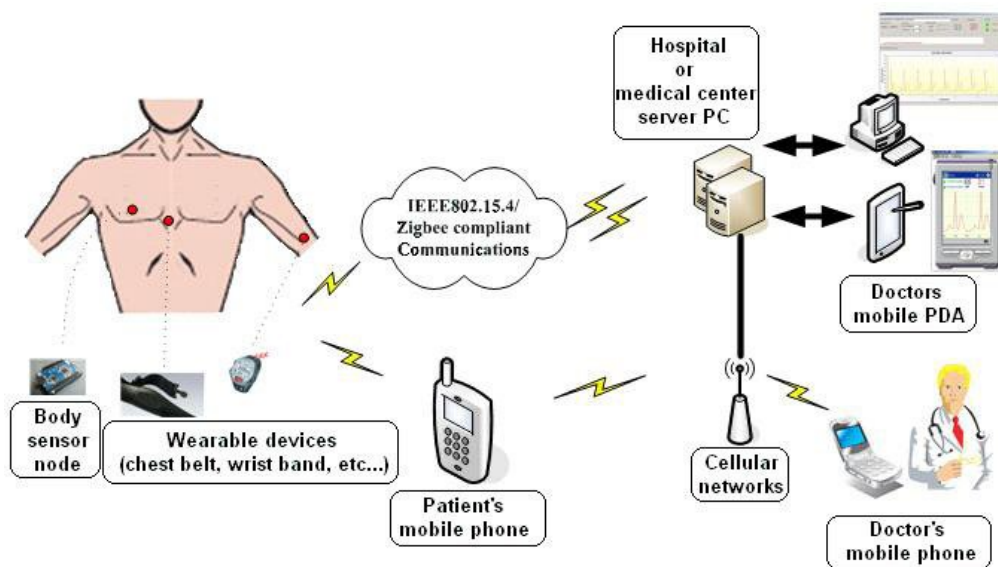 Hospital
or
medical center
server PC
IEEE802.15.4/
Zigbee compliant
Communications
Doctors
mobile PDA
Body
sensor
node
Wearable devices
(chest belt, wrist band, etc...)
Patient's
mobile phone
Cellular
networks
Doctor's
mobile phone